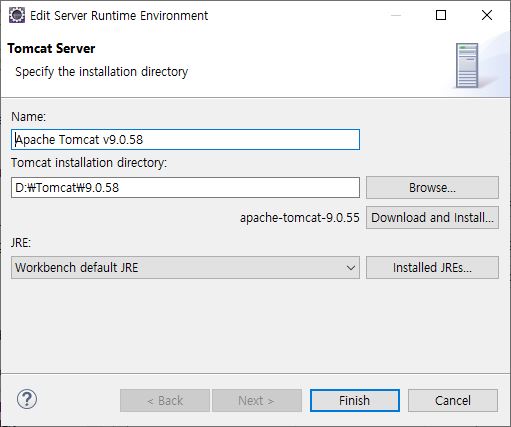 Edit Server Runtime Environment
Tomcat Server
Specify the installation directory
Name:
Apache Tomcat v9.0.58
Tomcat installation directory:
D:₩Tomcat₩9.0.58
Browse...
apache-tomcat-9.0.55
Download and Install...
JRE:
Workbench default JRE
Installed JREs...
?
< Back
Next >
Finish
Cancel